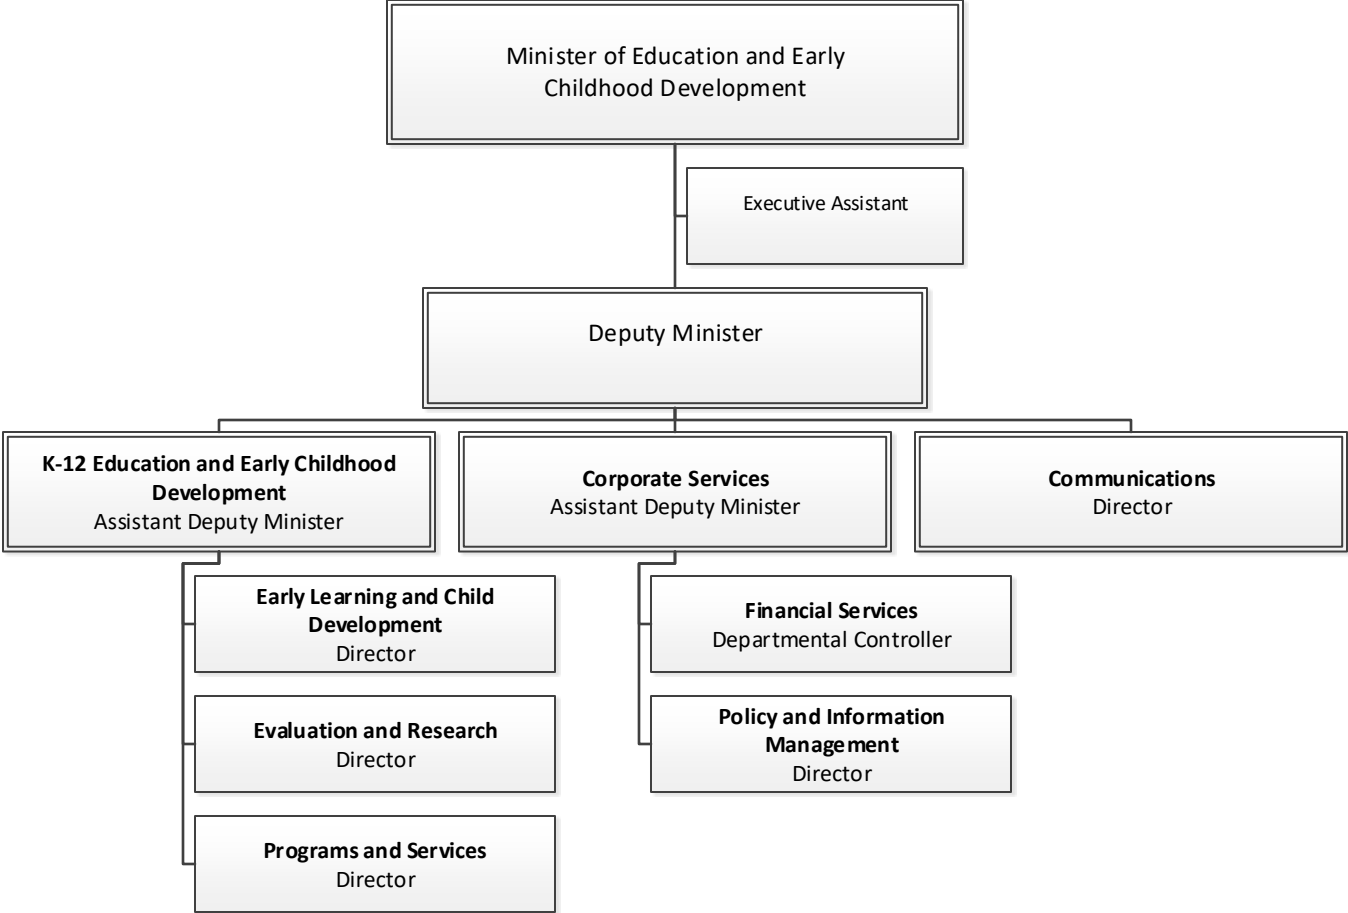 Minister of Education and Early
Childhood Development
Executive Assistant
Deputy Minister
K-12 Education and Early Childhood
Development
Assistant Deputy Minister
Corporate Services
Assistant Deputy Minister
Communications
Director
Early Learning and Child
Development
Director
Evaluation and Research
Director
Programs and Services
Director
Financial Services
Departmental Controller
Policy and Information
Management
Director